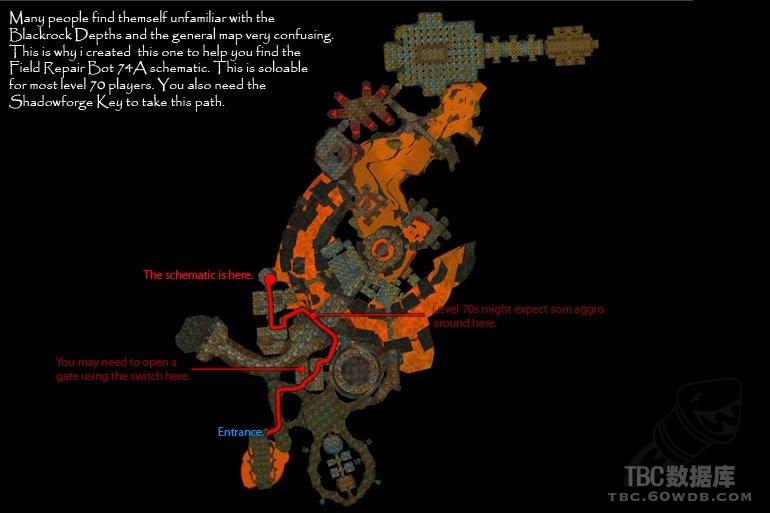 Many people find themself unfamiliar with the
Blackrock Depths and the general map very confusing.
This is why i created this one to help you find the
Field Repair Bot 74A schematic. This is soloable
for most level 70 players. You also need the
Shadowforge Key to take this path.
The schematic is here.
Level 70s might expect som aggro
around here.
You may need to open a
gate using the switch here.
Entrance.
TBC数据库
TBC.60WDB.COM